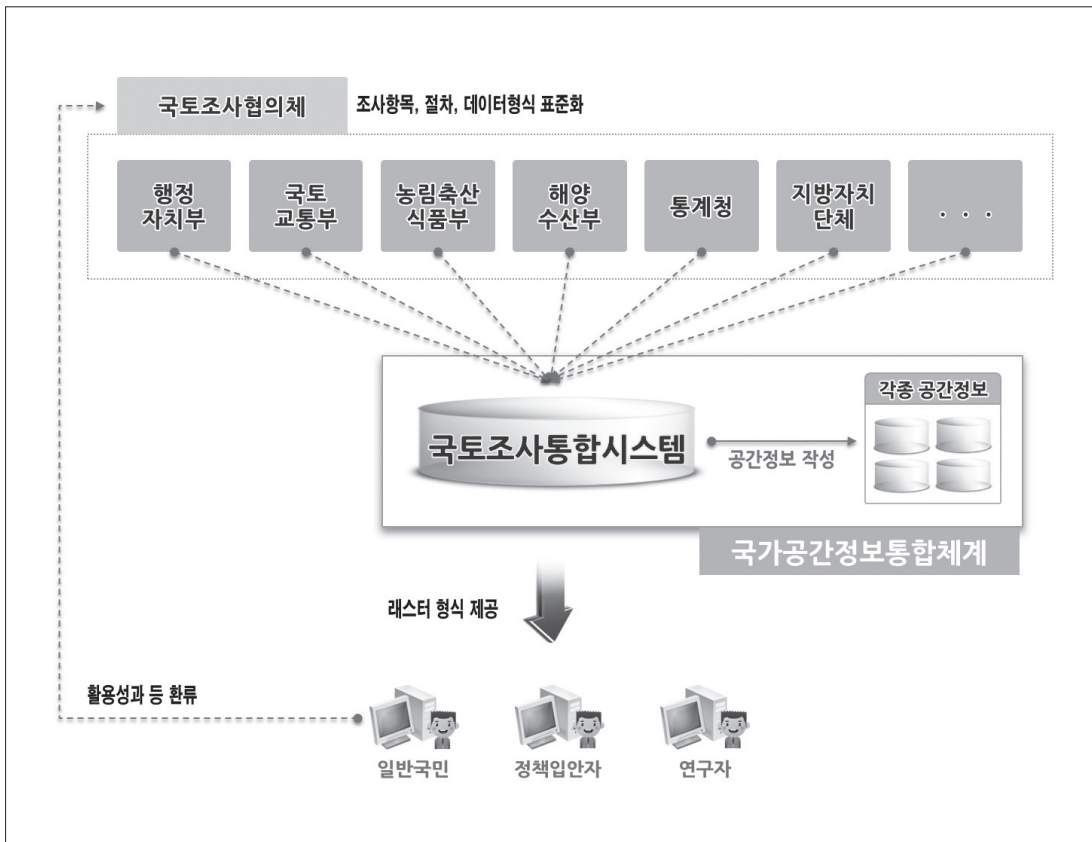 국토조사협의체
조사항목, 절차, 데이터형식 표준화
행정
자치부
국토
교통부
농림축산
식품부
해양
수산부
통계청
지방자치
단체
. . .
각종 공간정보
국토조사통합시스템
공간정보 작성
국가공간정보통합체계
래스터 형식 제공
활용성과 등 환류
일반국민
정책입안자
연구자